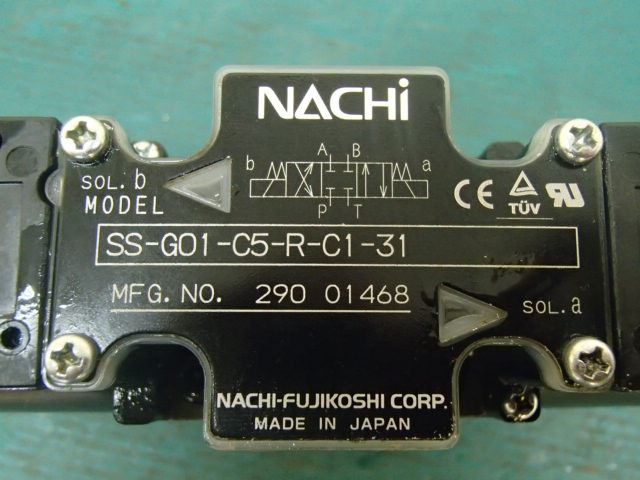 NACHi
A B
b a
P T
SOL.b
MODEL
CE TÜV RU
SS-G01-C5-R-C1-31
MFG. NO. 290 01468
SOL.a
NACHI-FUJIKOSHI CORP.
MADE IN JAPAN